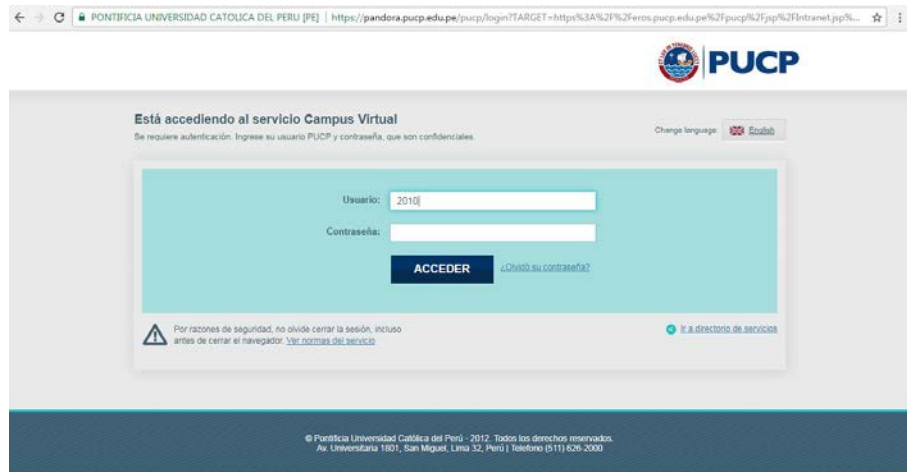 PONTIFICIA UNIVERSIDAD CATOLICA DEL PERU [PE] | https://pandora.pucp.edu.pe/pucp/login?TARGET=https%3A%2F%2Feros.pucp.edu.pe%2Fpucp%2Fjsp%2FIntranet.jsp%...
PUCP
Está accediendo al servicio Campus Virtual
Se requiere autenticación. Ingrese su usuario PUCP y contraseña, que son confidenciales.
Change language: English
Usuario: 2010
Contraseña:
ACCEDER ¿Olvidó su contraseña?
Por razones de seguridad, no olvide cerrar la sesión, incluso
antes de cerrar el navegador. Ver normas del servicio
Ir a directorio de servicios
© Pontificia Universidad Católica del Perú - 2012. Todos los derechos reservados.
Av. Universitaria 1801, San Miguel, Lima 32, Perú | Teléfono (511) 626-2000